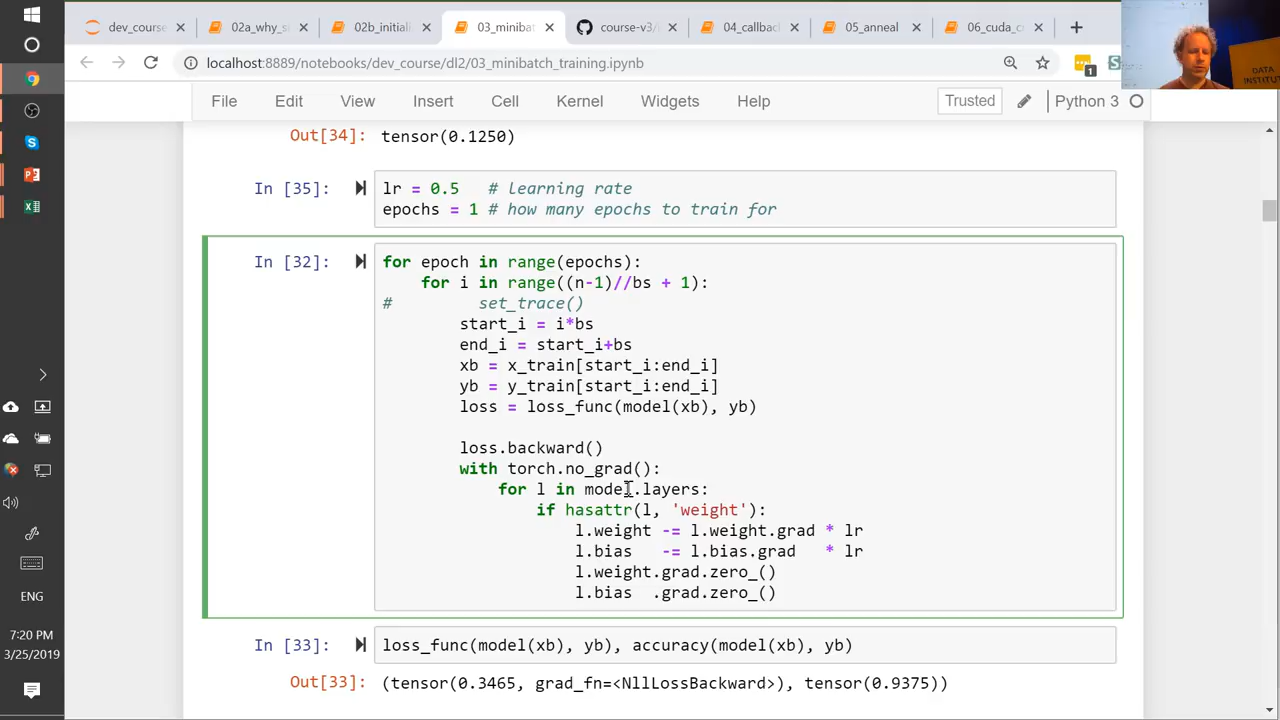 dev_course
02a_why_s
02b_initiali
03_minibat
course-v3/
04_callbac
05_anneal
06_cuda_c
localhost:8889/notebooks/dev_course/dl2/03_minibatch_training.ipynb
1
DATA
INSTITUT
File Edit View Insert Cell Kernel Widgets Help
Trusted
Python 3
Out[34]: tensor(0.1250)
In [35]: lr = 0.5 # learning rate
epochs = 1 # how many epochs to train for
In [32]: for epoch in range(epochs):
for i in range((n-1)//bs + 1):
# set_trace()
start_i = i*bs
end_i = start_i+bs
xb = x_train[start_i:end_i]
yb = y_train[start_i:end_i]
loss = loss_func(model(xb), yb)
loss.backward()
with torch.no_grad():
for l in model.layers:
if hasattr(l, 'weight'):
l.weight -= l.weight.grad * lr
l.bias -= l.bias.grad * lr
l.weight.grad.zero_()
l.bias .grad.zero_()
In [33]: loss_func(model(xb), yb), accuracy(model(xb), yb)
Out[33]: (tensor(0.3465, grad_fn=<NllLossBackward>), tensor(0.9375))
ENG
7:20 PM
3/25/2019